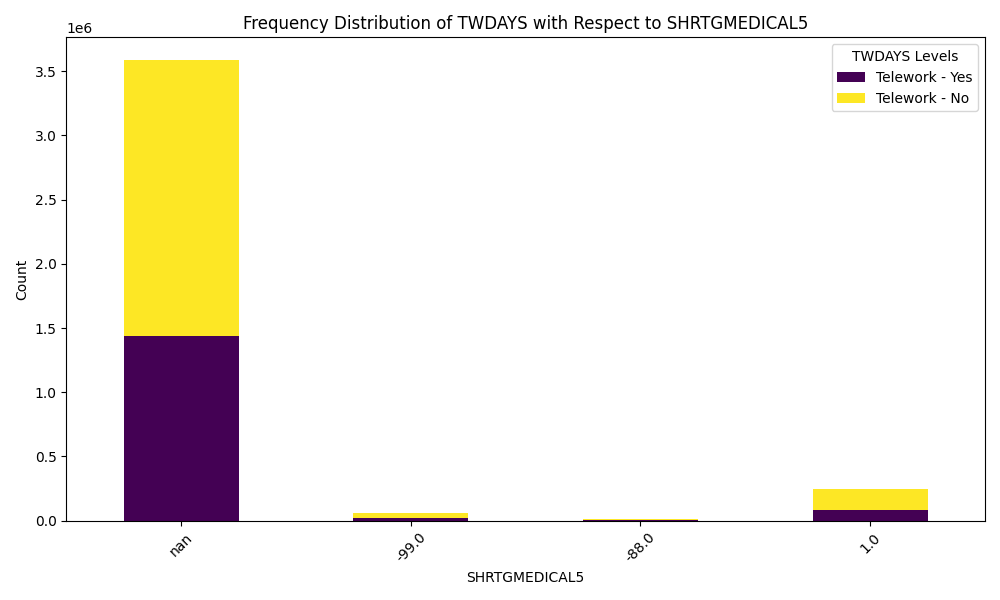 Frequency Distribution of TWDAYS with Respect to SHRTGMEDICAL5
1e6
TWDAYS Levels
Telework - Yes
Telework - No
3.5
3.0
2.5
2.0
1.5
1.0
0.5
0.0
Count
nan
-99.0
-88.0
1.0
SHRTGMEDICAL5